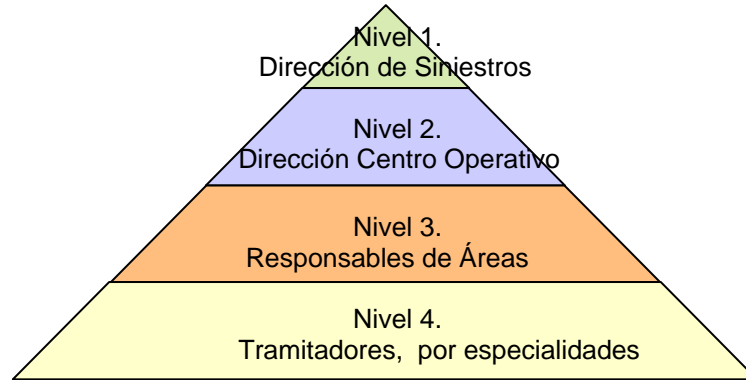 Nivel 1.
Dirección de Siniestros
Nivel 2.
Dirección Centro Operativo
Nivel 3.
Responsables de Áreas
Nivel 4.
Tramitadores, por especialidades